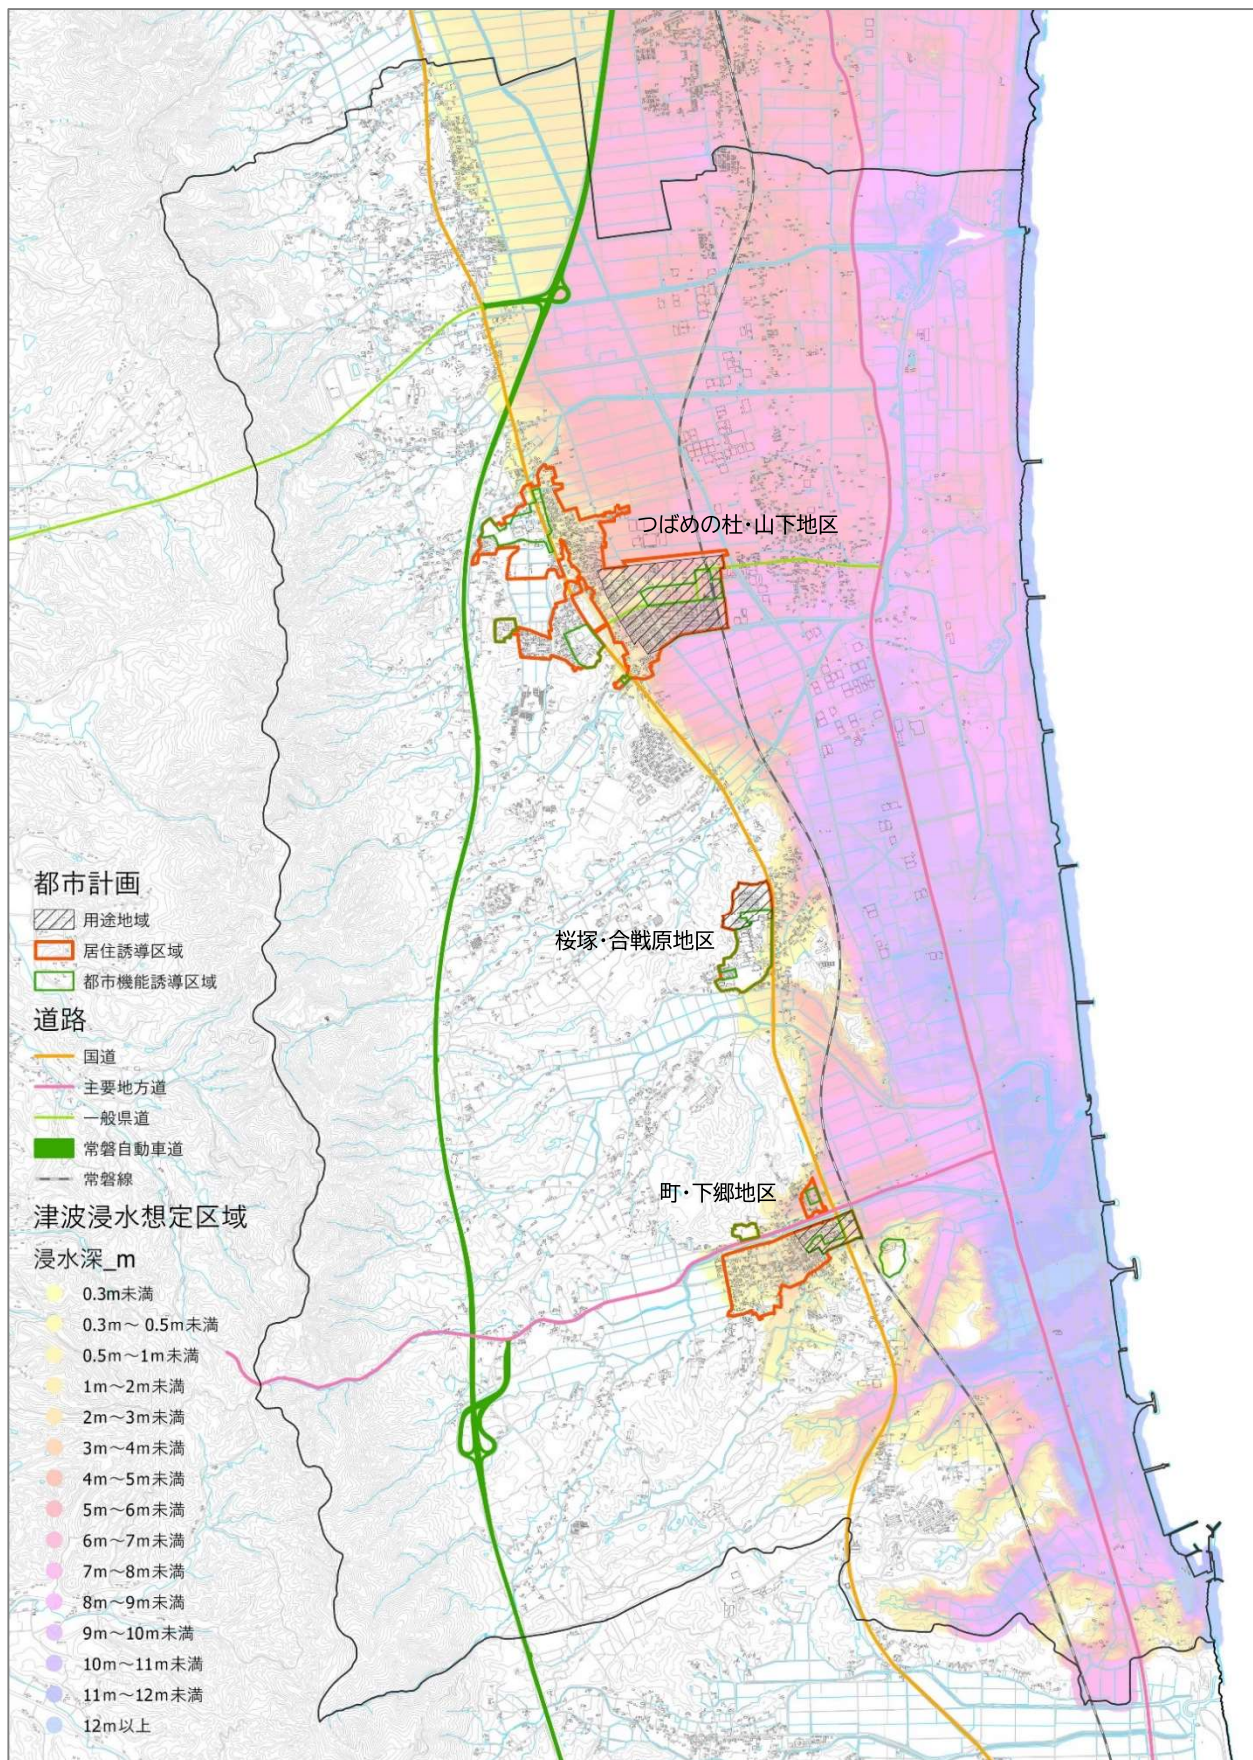 つばめの杜・山下地区
桜塚・合戦原地区
町・下郷地区
都市計画
用途地域
居住誘導区域
都市機能誘導区域
道路
国道
主要地方道
一般県道
常磐自動車道
常磐線
津波浸水想定区域
浸水深_m
0.3m未満
0.3m～0.5m未満
0.5m～1m未満
1m～2m未満
2m～3m未満
3m～4m未満
4m～5m未満
5m～6m未満
6m～7m未満
7m～8m未満
8m～9m未満
9m～10m未満
10m～11m未満
11m～12m未満
12m以上